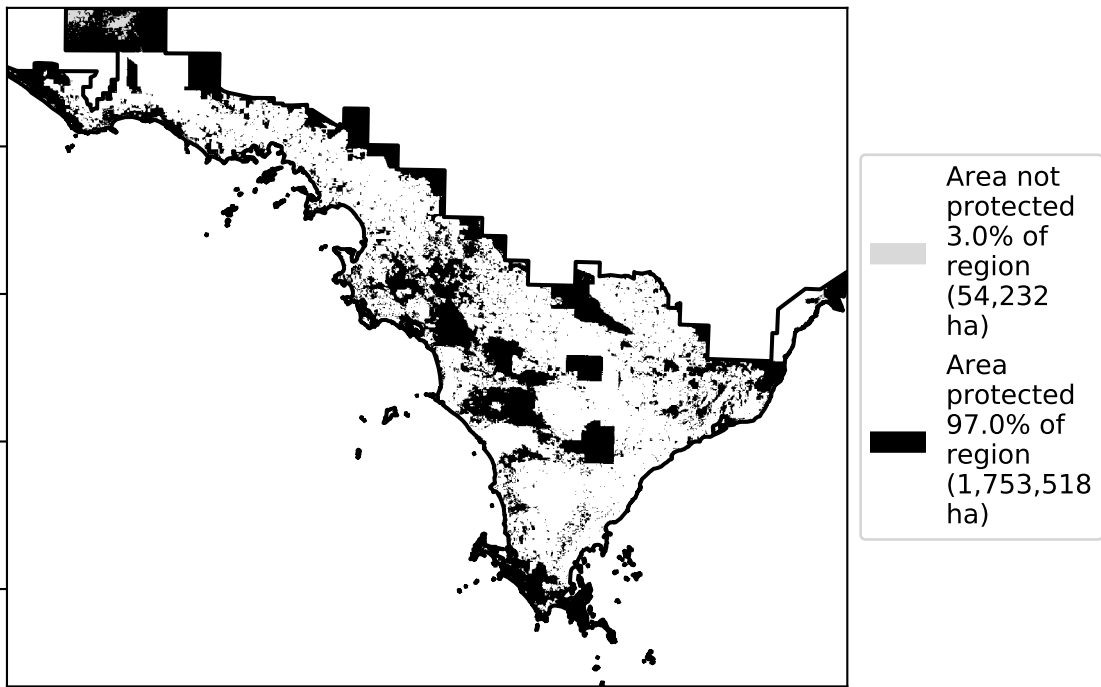 Area not
protected
3.0% of
region
(54,232
ha)
Area
protected
97.0% of
region
(1,753,518
ha)